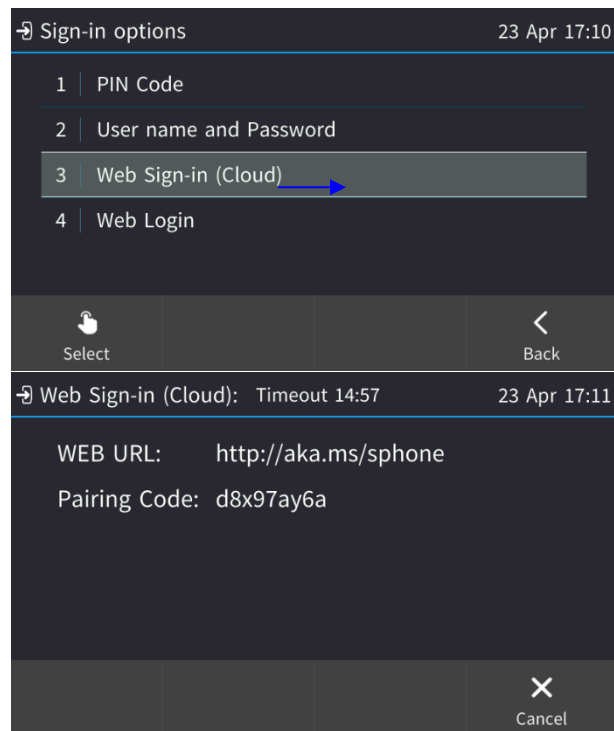 Sign-in options 23 Apr 17:10
1 PIN Code
2 User name and Password
3 Web Sign-in (Cloud)
4 Web Login
Select Back
Web Sign-in (Cloud): Timeout 14:57 23 Apr 17:11
WEB URL: http://aka.ms/sphone
Pairing Code: d8x97ay6a
Cancel